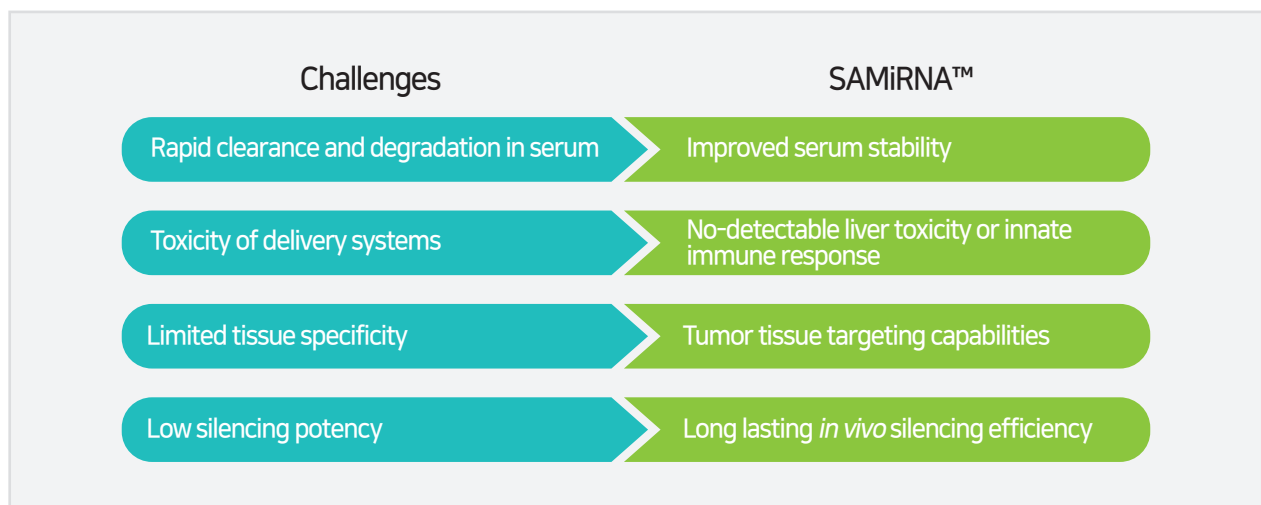 Challenges
SAMiRNA™
Rapid clearance and degradation in serum
Improved serum stability
Toxicity of delivery systems
No-detectable liver toxicity or innate
immune response
Limited tissue specificity
Tumor tissue targeting capabilities
Low silencing potency
Long lasting in vivo silencing efficiency